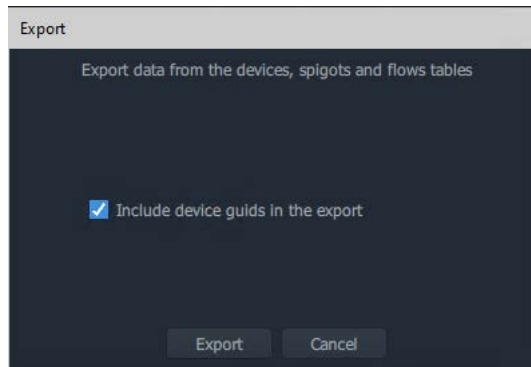 Export
Export data from the devices, spigots and flows tables
Include device guids in the export
Export
Cancel